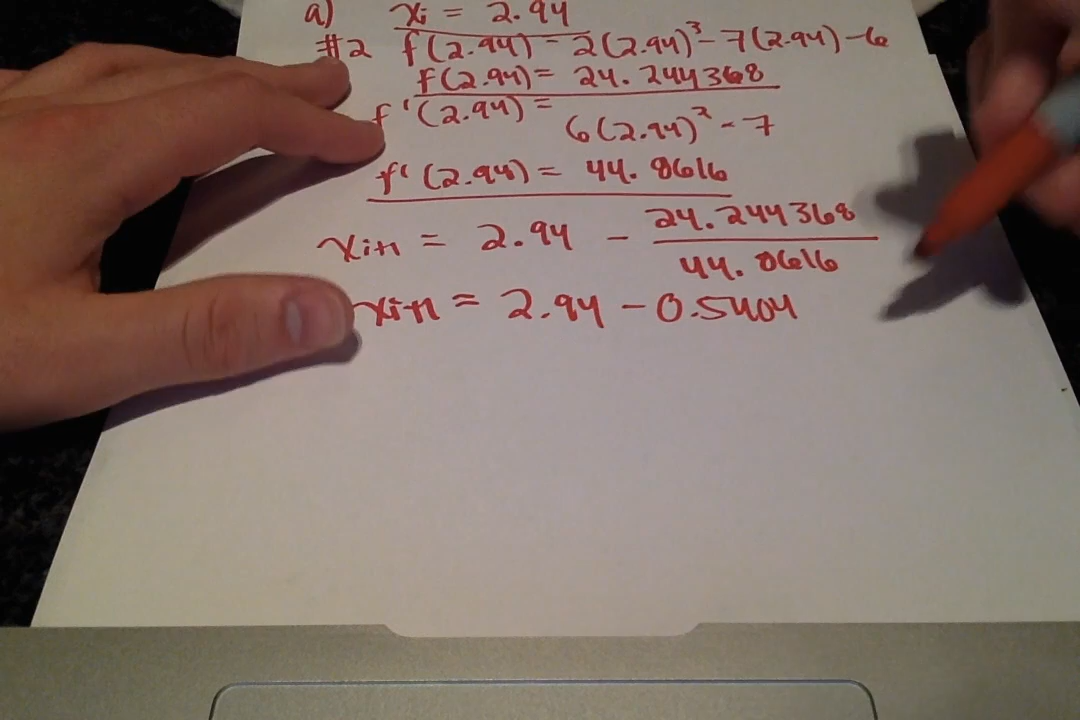 a) xi = 2.94
#2 f(2.94) = 2(2.94)³ - 7(2.94) - 6
f(2.94) = 24.244368
f'(2.94) =
6(2.94)² - 7
f'(2.94) = 44.8616
xi+1 = 2.94 - 24.244368
44.8616
xi+1 = 2.94 - 0.5404